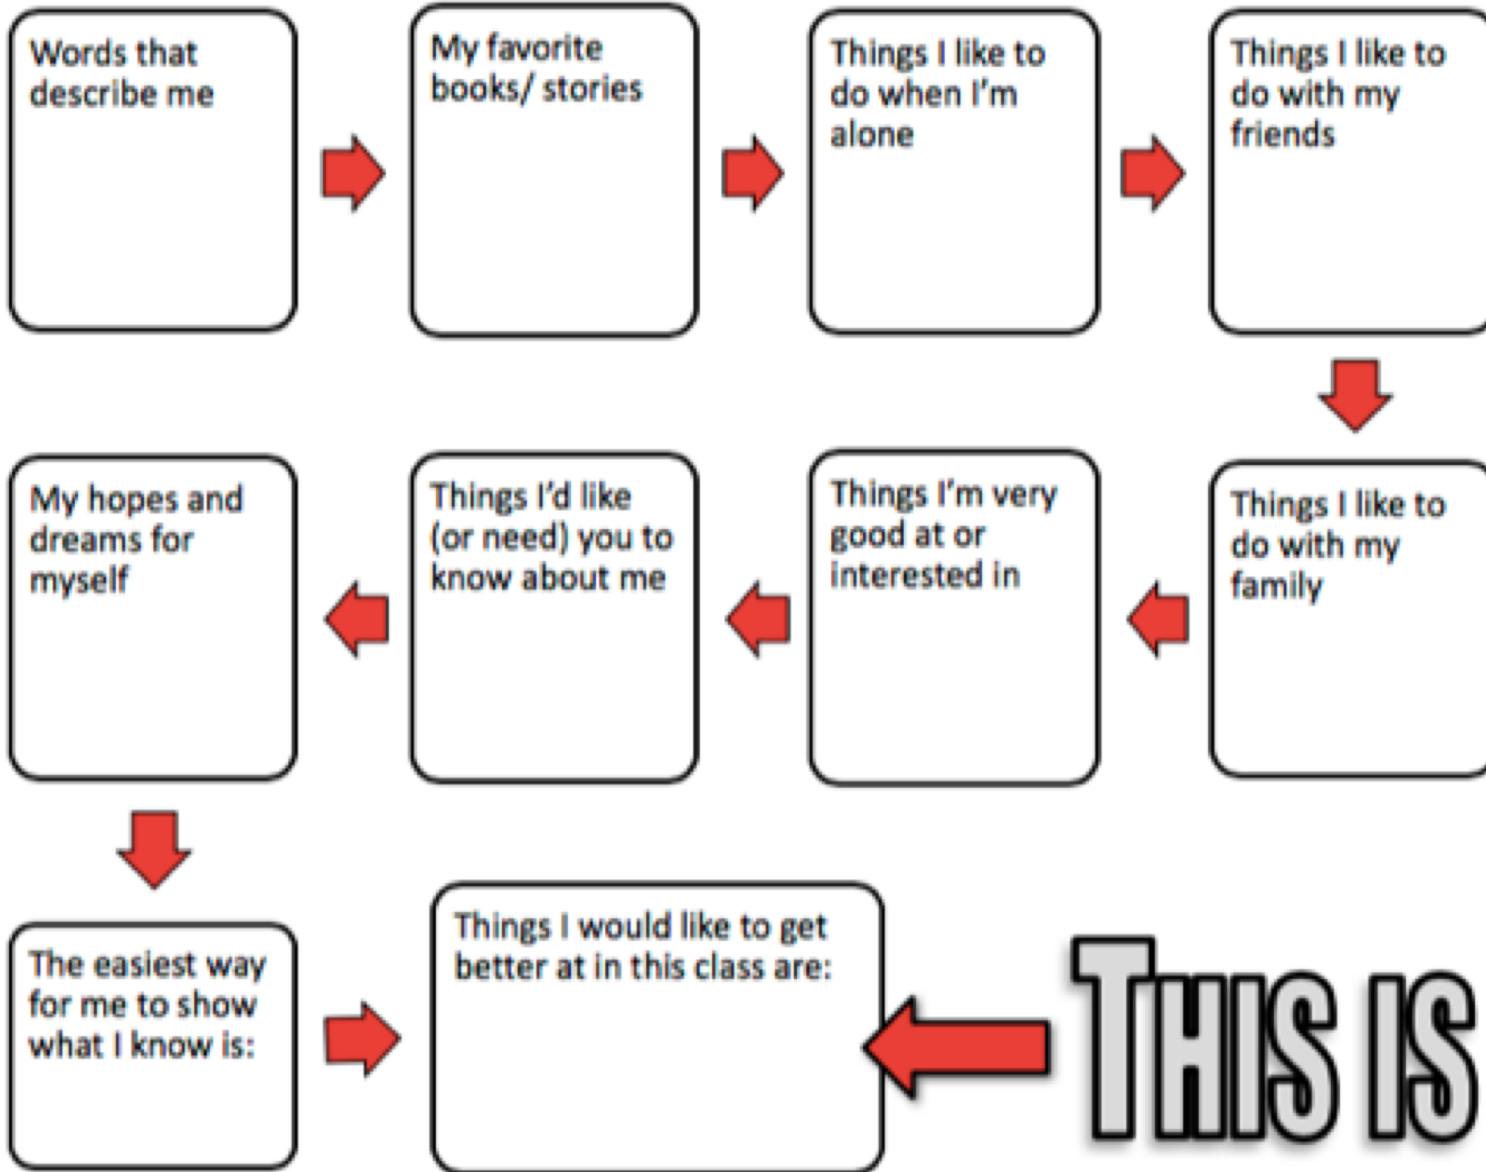 Words that
describe me
My favorite
books/ stories
Things I like to
do when I'm
alone
Things I like to
do with my
friends
Things I like to
do with my
family
Things I'm very
good at or
interested in
Things I'd like
(or need) you to
know about me
My hopes and
dreams for
myself
The easiest way
for me to show
what I know is:
Things I would like to get
better at in this class are:
THIS IS